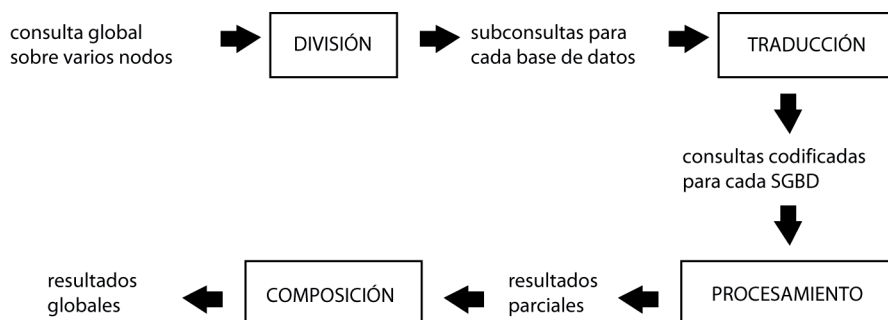 consulta global
sobre varios nodos
DIVISIÓN
subconsultas para
cada base de datos
TRADUCCIÓN
consultas codificadas
para cada SGBD
PROCESAMIENTO
resultados
parciales
COMPOSICIÓN
resultados
globales